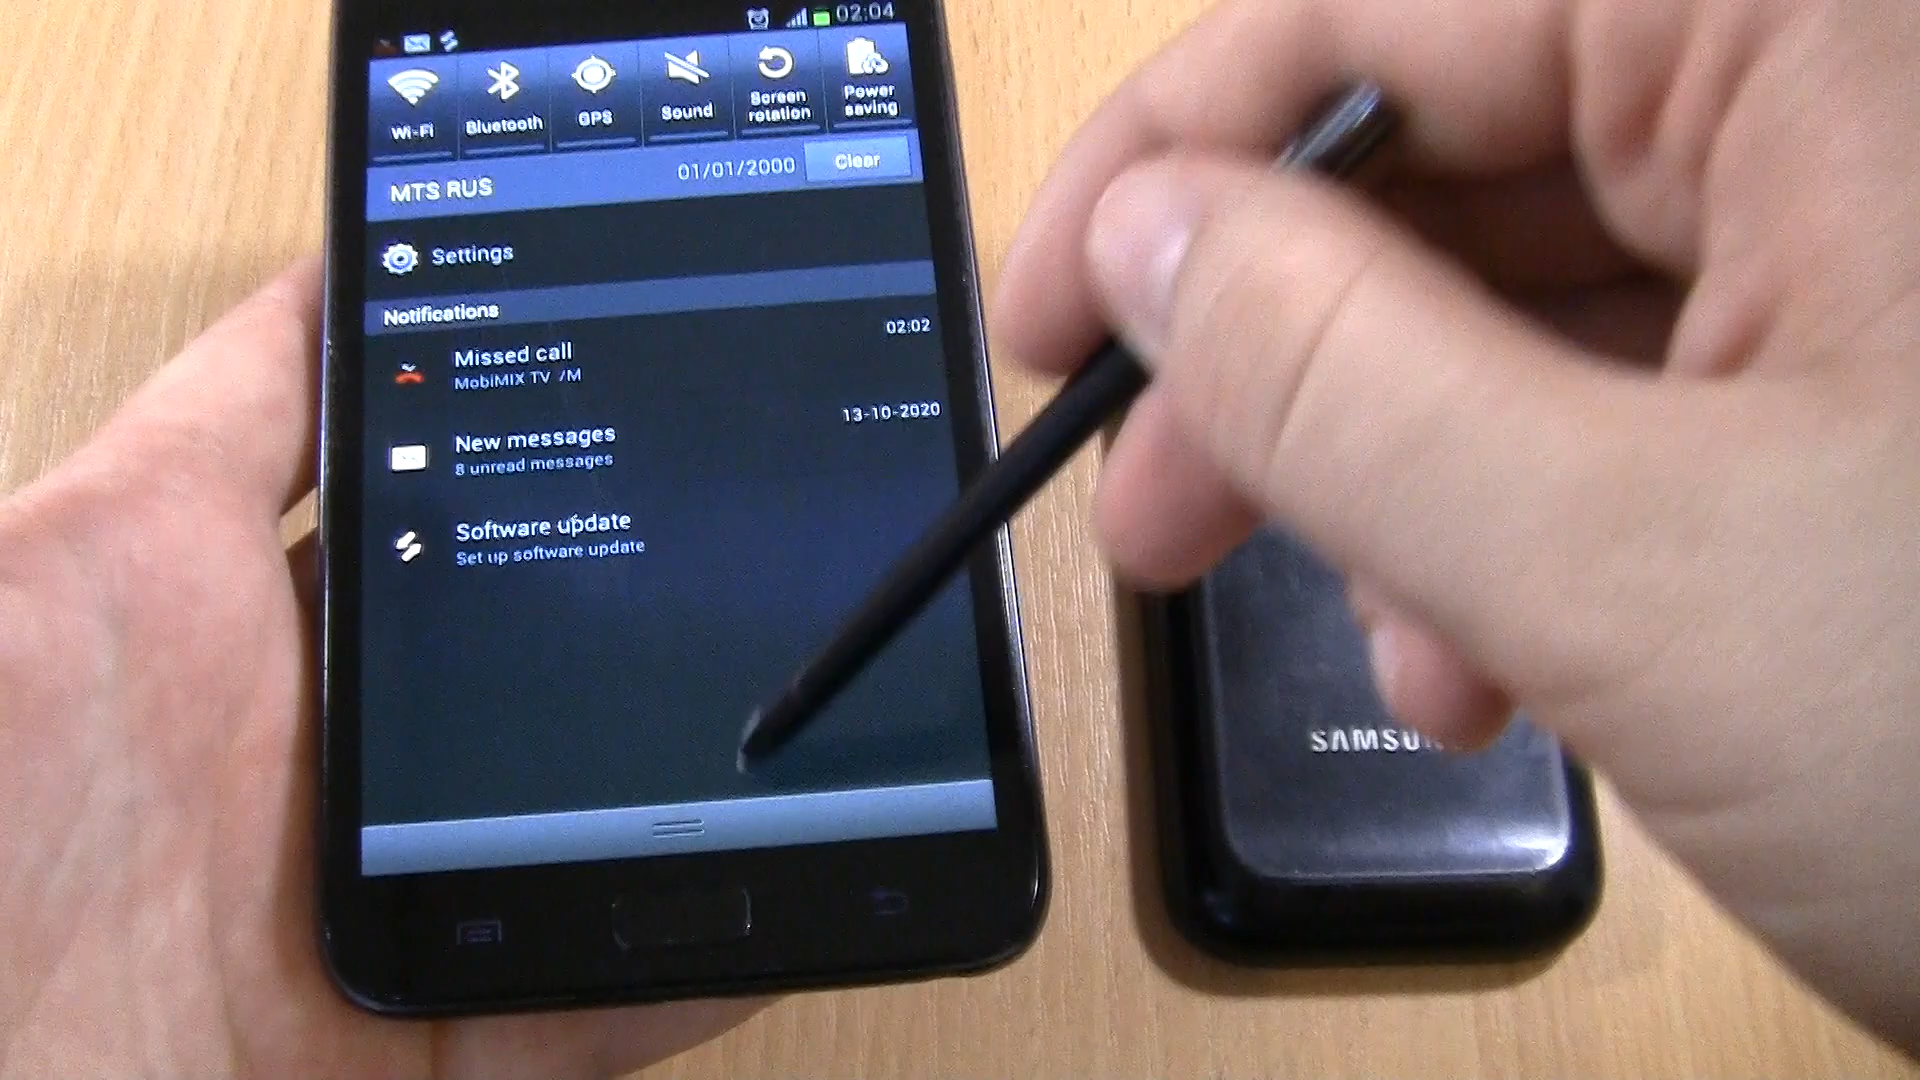 02:04
Wi-Fi
Bluetooth
GPS
Sound
Screen
rotation
Power
saving
MTS RUS
01/01/2000
Clear
Settings
Notifications
Missed call
02:02
MobiMIX TV /M
New messages
13-10-2020
8 unread messages
Software update
Set up software update
SAMSU